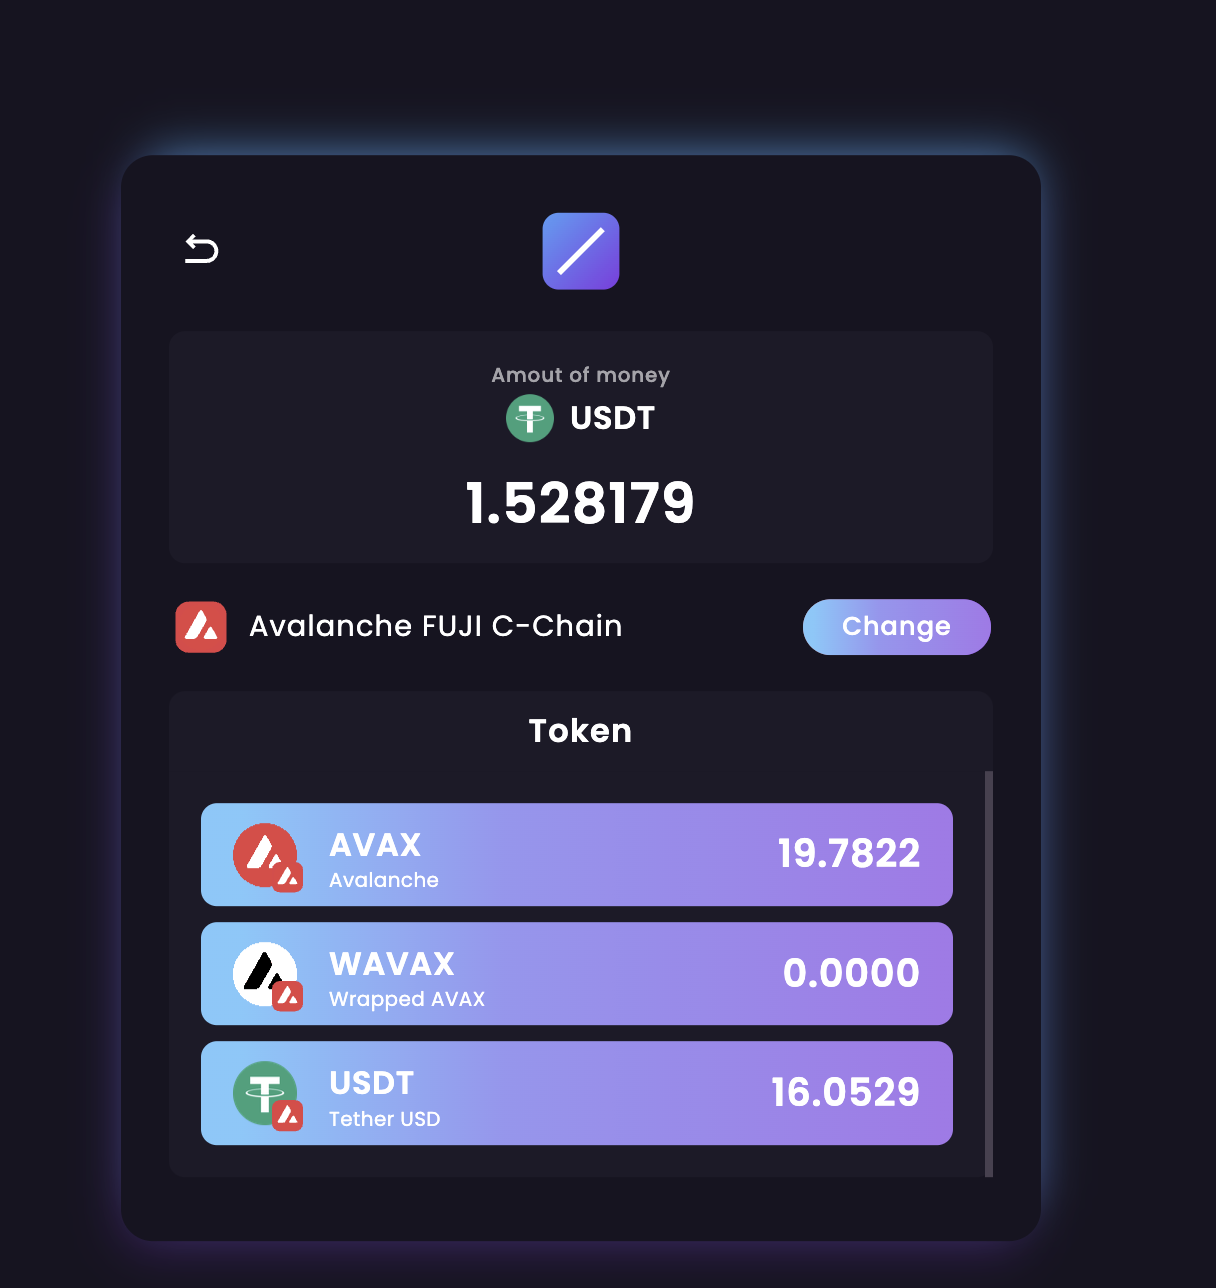 Amout of money
USDT
1.528179
Avalanche FUJI C-Chain
Change
Token
AVAX
19.7822
Avalanche
WAVAX
0.0000
Wrapped AVAX
USDT
16.0529
Tether USD